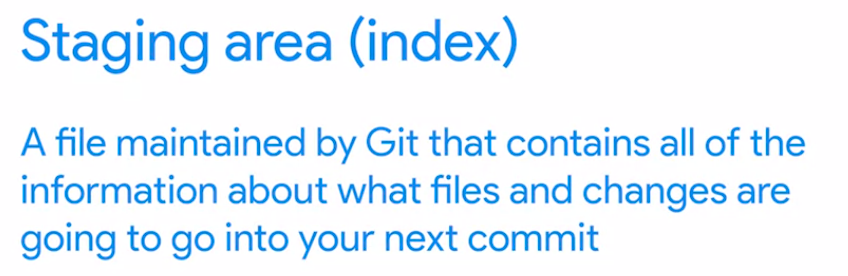 Staging area (index)
A file maintained by Git that contains all of the
information about what files and changes are
going to go into your next commit